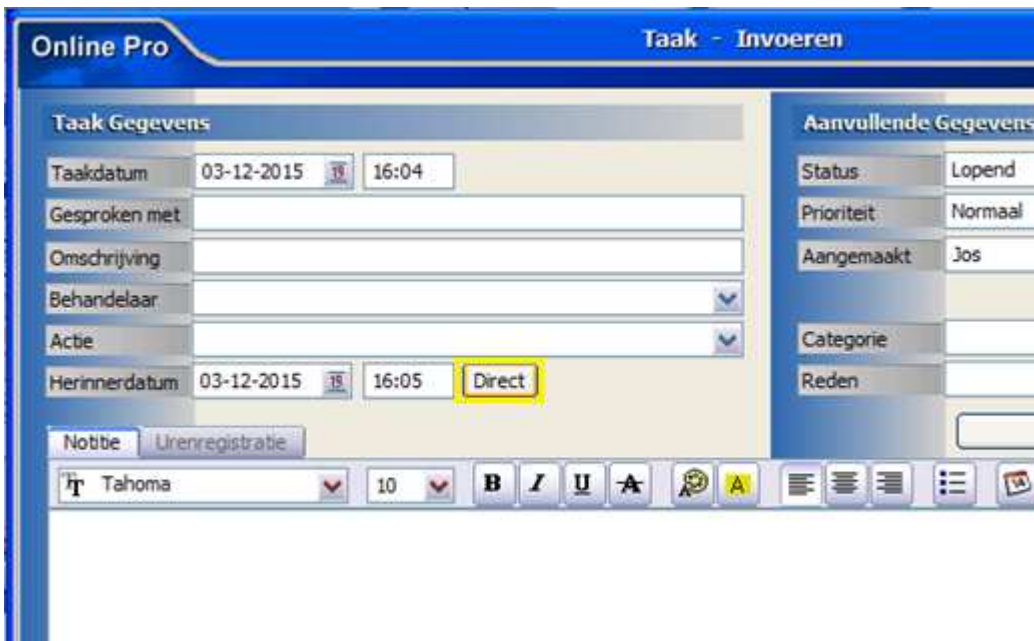 Online Pro
Taak - Invoeren
Taak Gegevens
Taakdatum 03-12-2015 16:04
Gesproken met
Omschrijving
Behandelaar
Actie
Herinnerdatum 03-12-2015 16:05 Direct
Aanvullende Gegevens
Status Lopend
Prioriteit Normaal
Aangemaakt Jos
Categorie
Reden
Notitie Urenregistratie
Tahoma 10 B I U A A